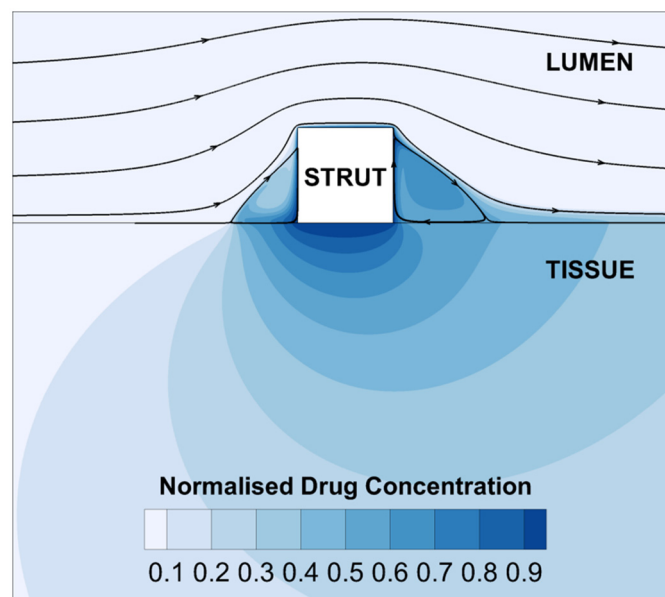 LUMEN
STRUT
TISSUE
Normalised Drug Concentration
0.1 0.2 0.3 0.4 0.5 0.6 0.7 0.8 0.9